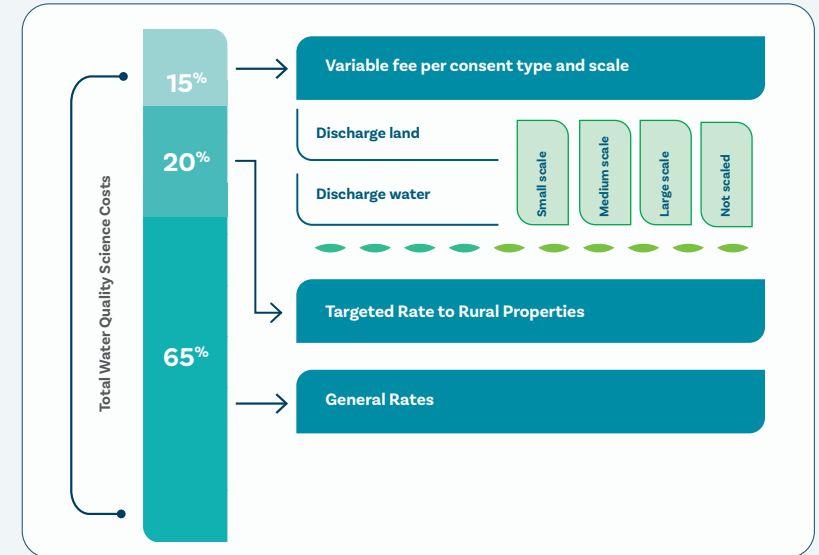 Total Water Quality Science Costs
15%
20%
65%
Variable fee per consent type and scale
Discharge land
Discharge water
Small scale
Medium scale
Large scale
Not scaled
Targeted Rate to Rural Properties
General Rates